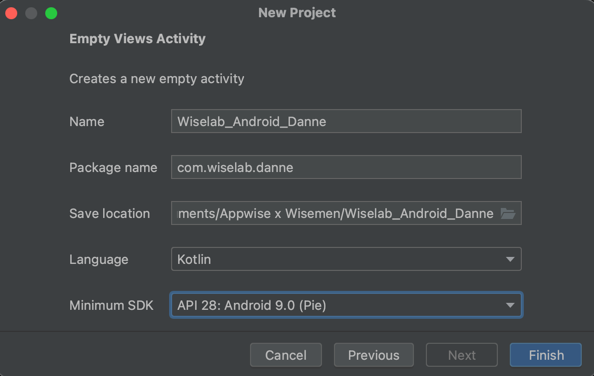 New Project
Empty Views Activity
Creates a new empty activity
Name Wiselab_Android_Danne
Package name com.wiselab.danne
Save location ments/Appwise x Wisemen/Wiselab_Android_Danne
Language Kotlin
Minimum SDK API 28: Android 9.0 (Pie)
Cancel Previous Next Finish